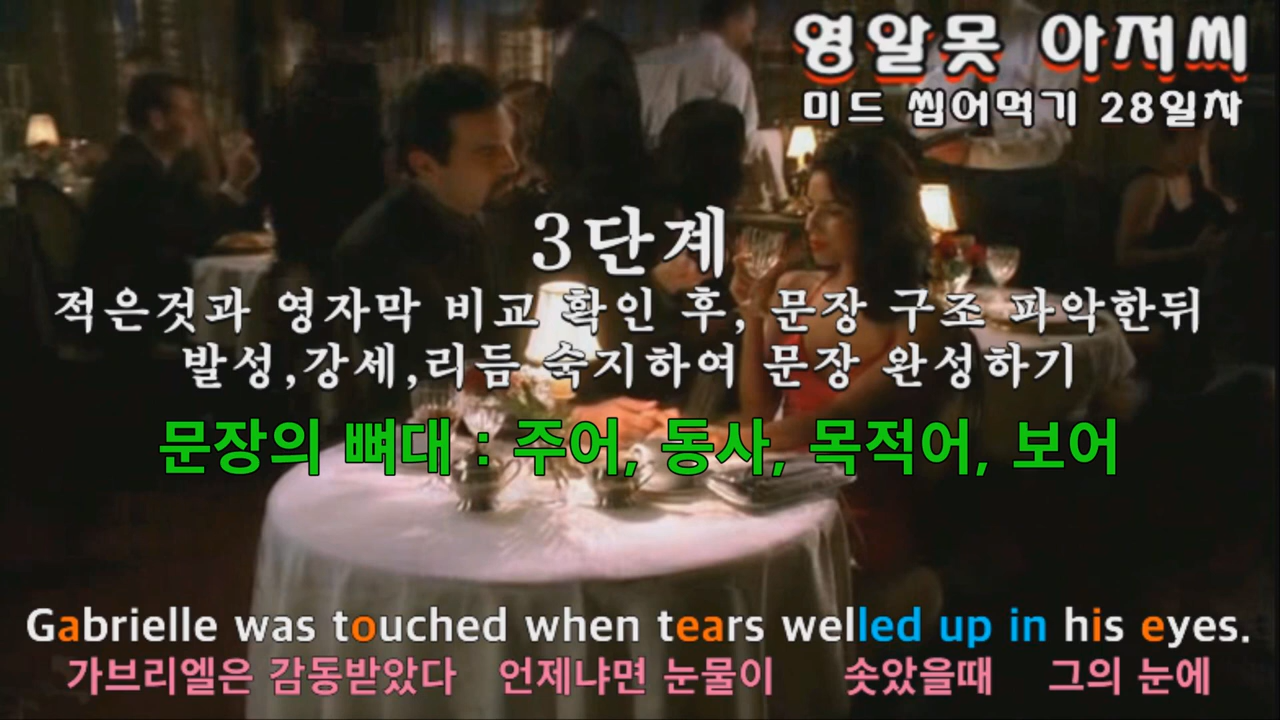 영알못 아저씨
미드 씹어먹기 28일차
3단계
적은것과 영자막 비교 확인 후, 문장 구조 파악한뒤
발성,강세,리듬 숙지하여 문장 완성하기
문장의 뼈대 : 주어, 동사, 목적어, 보어
Gabrielle was touched when tears welled up in his eyes.
가브리엘은 감동받았다 언제냐면 눈물이 솟았을때 그의 눈에